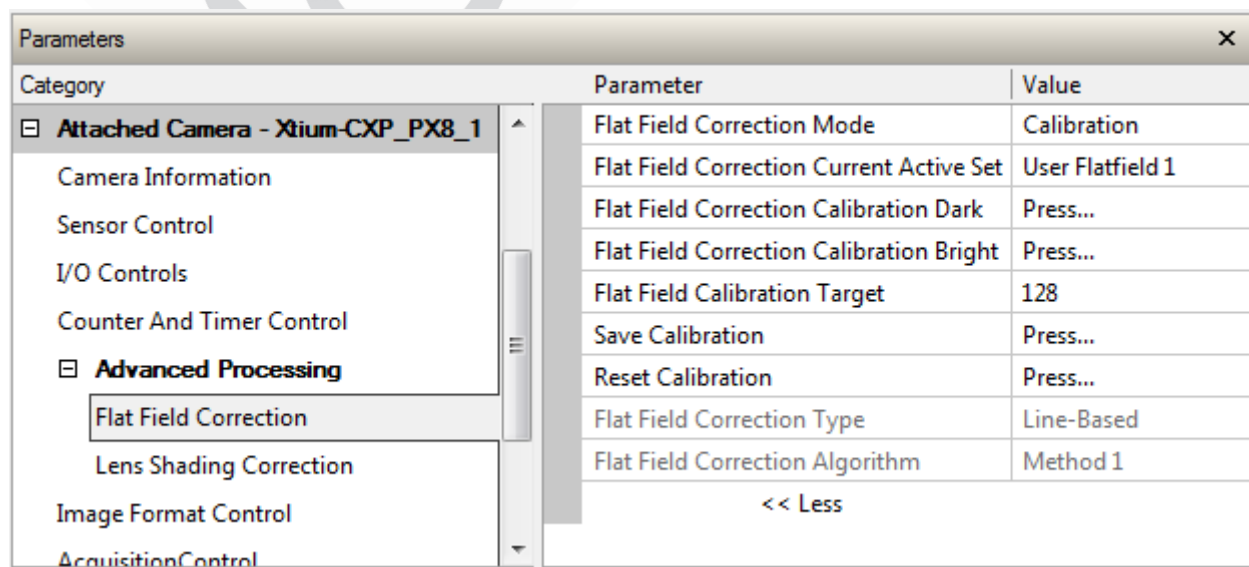 Parameters
Category
Parameter Value
Attached Camera - Xtium-CXP_PX8_1
Camera Information
Sensor Control
I/O Controls
Counter And Timer Control
Advanced Processing
Flat Field Correction
Lens Shading Correction
Image Format Control
AcquisitionControl
Flat Field Correction Mode Calibration
Flat Field Correction Current Active Set User Flatfield 1
Flat Field Correction Calibration Dark Press...
Flat Field Correction Calibration Bright Press...
Flat Field Calibration Target 128
Save Calibration Press...
Reset Calibration Press...
Flat Field Correction Type Line-Based
Flat Field Correction Algorithm Method 1
<< Less